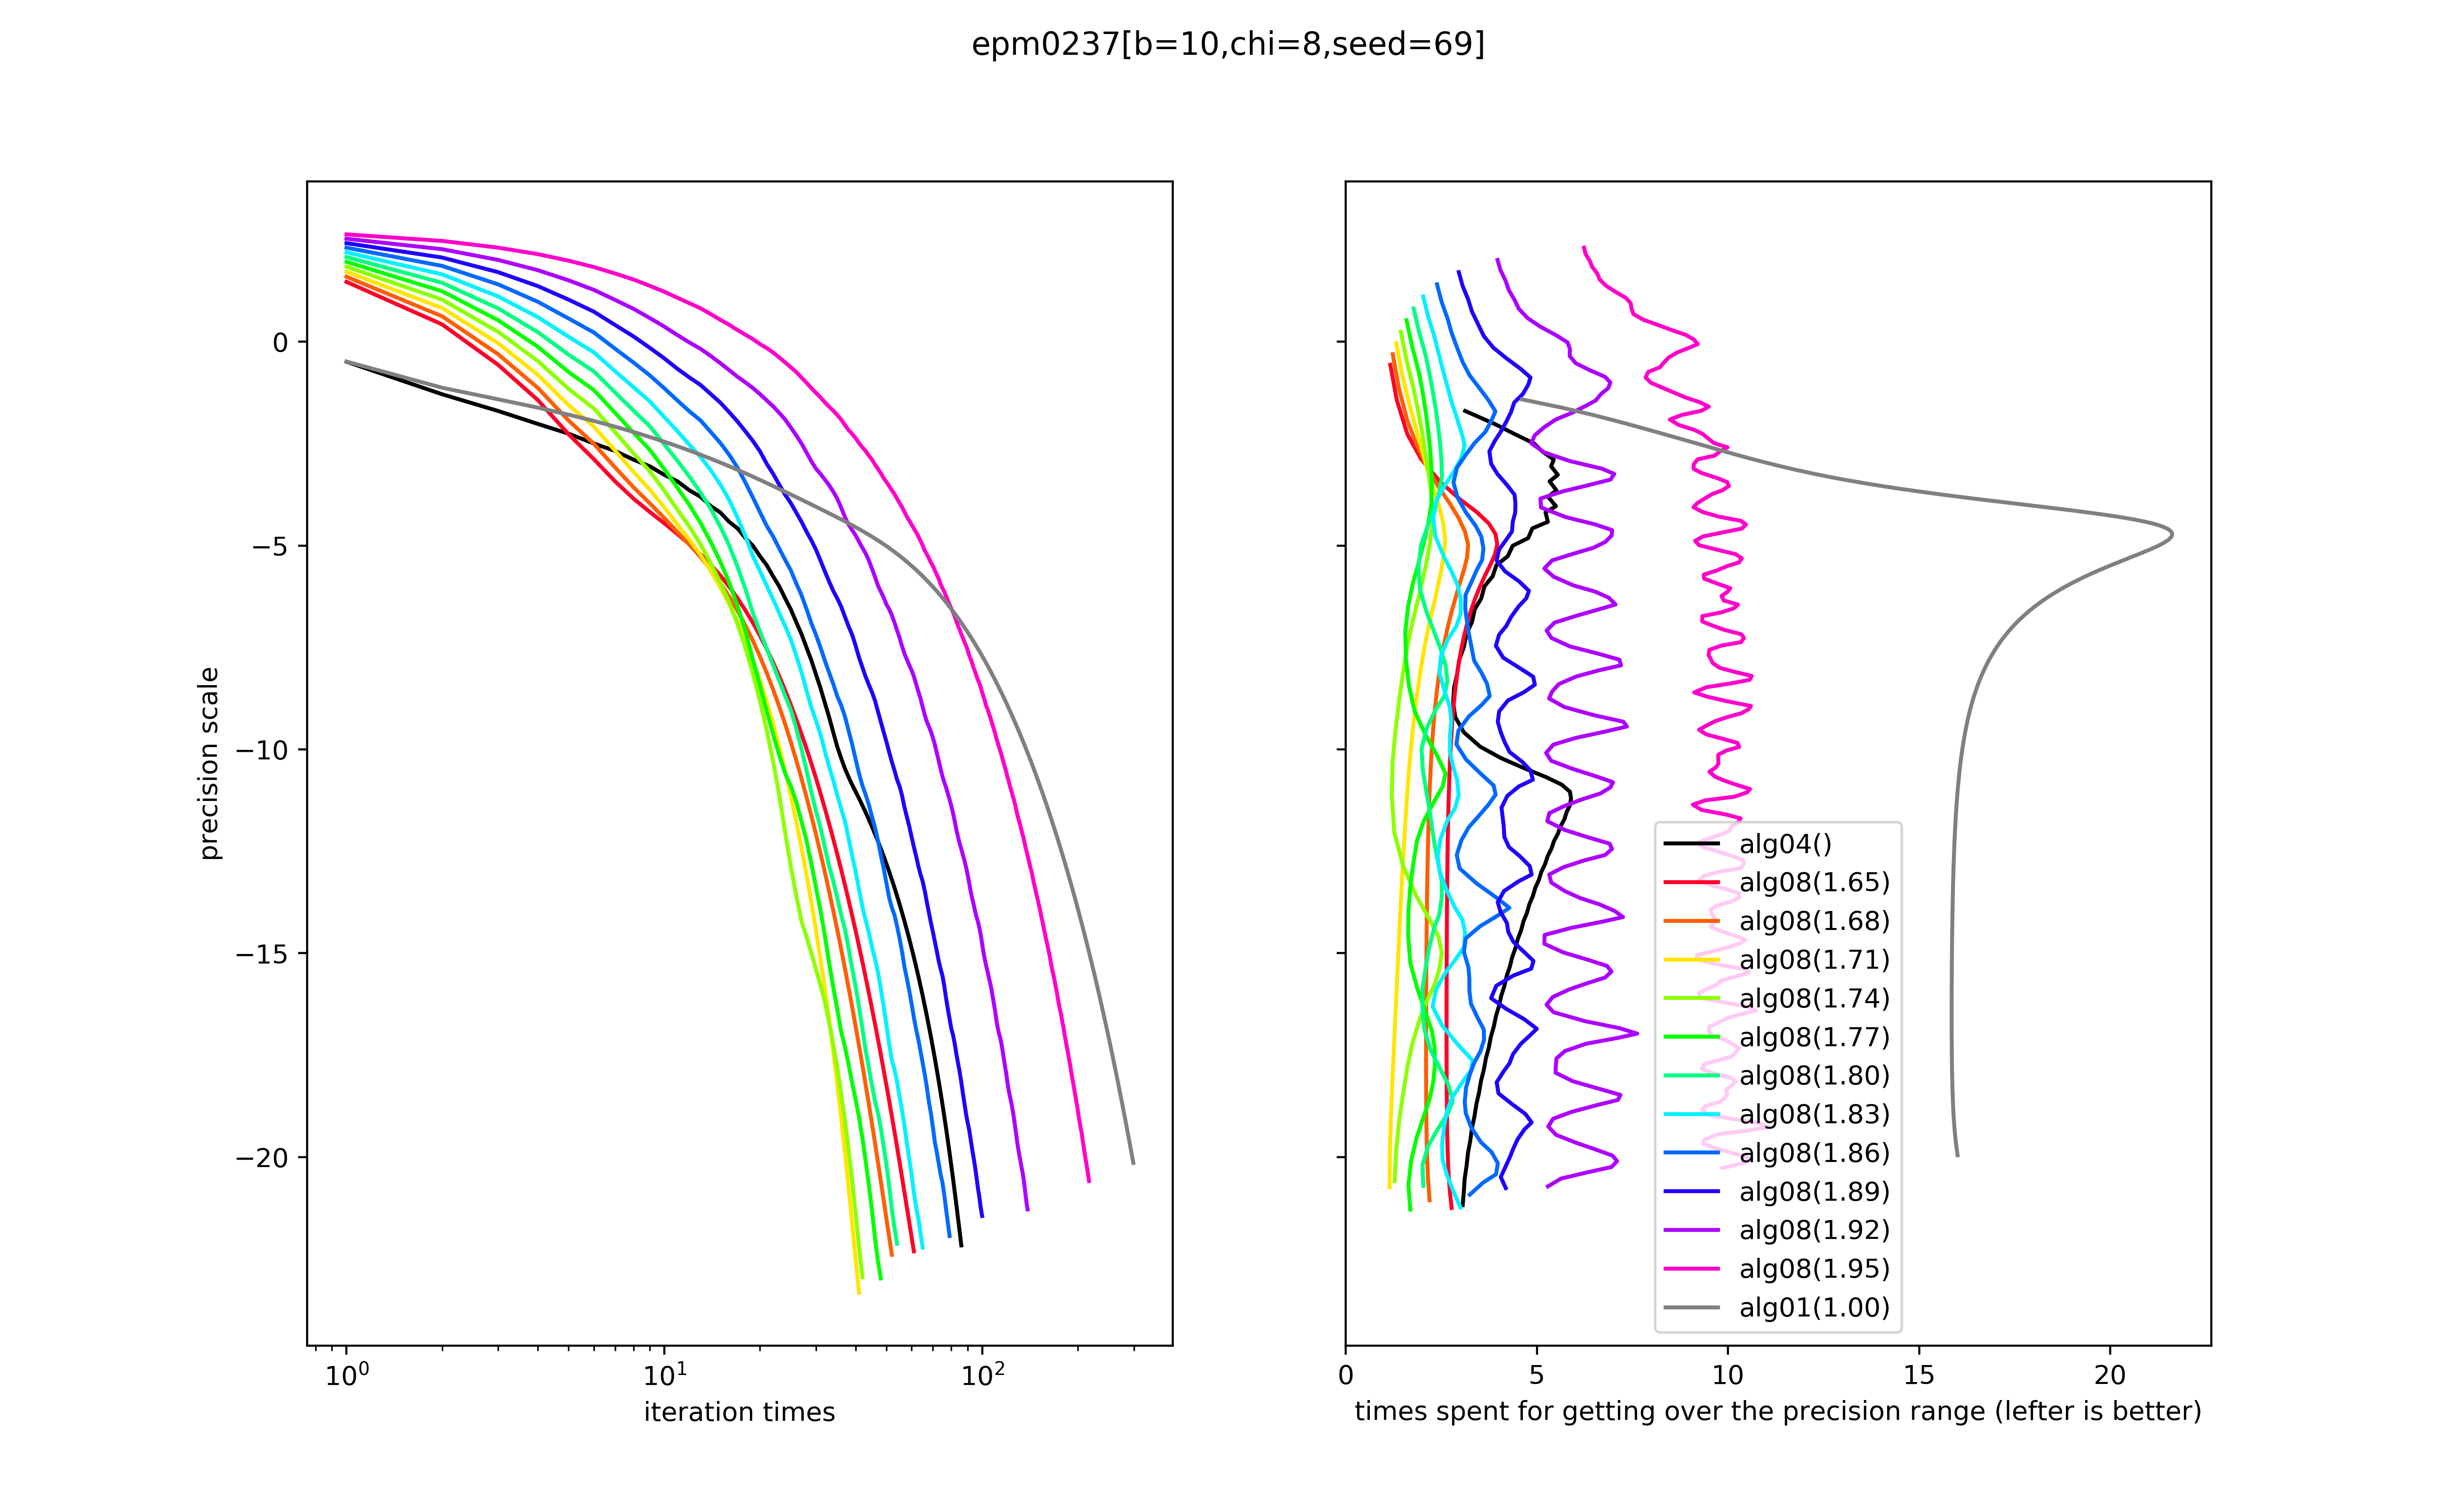 epm0237[b=10,chi=8,seed=69]
precision scale
0
−5
−10
−15
−20
10⁰ 10¹ 10²
iteration times
alg04()
alg08(1.65)
alg08(1.68)
alg08(1.71)
alg08(1.74)
alg08(1.77)
alg08(1.80)
alg08(1.83)
alg08(1.86)
alg08(1.89)
alg08(1.92)
alg08(1.95)
alg01(1.00)
0 5 10 15 20
times spent for getting over the precision range (lefter is better)